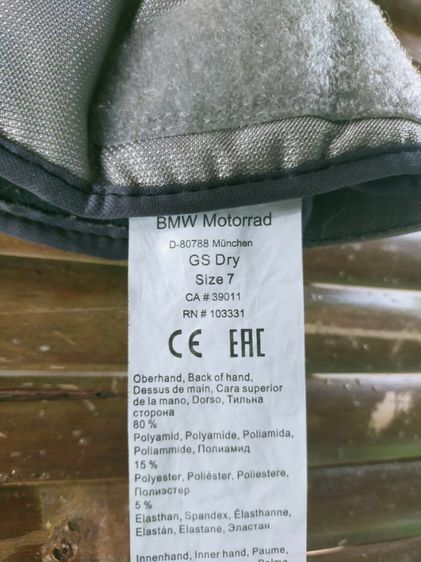 BMW Motorrad
D-80788 München
GS Dry
Size 7
CA # 39011
RN # 103331
CE EAC
Oberhand, Back of hand,
Dessus de main, Cara superior
de la mano, Dorso, Тильна
сторона
80 %
Polyamid, Polyamide, Poliamida,
Poliammide, Полиамид
15 %
Polyester, Poliéster, Poliestere,
Полиэстер
5 %
Elasthan, Spandex, Élasthanne,
Elastán, Elastane, Эластан
Innenhand, Inner hand, Paume,